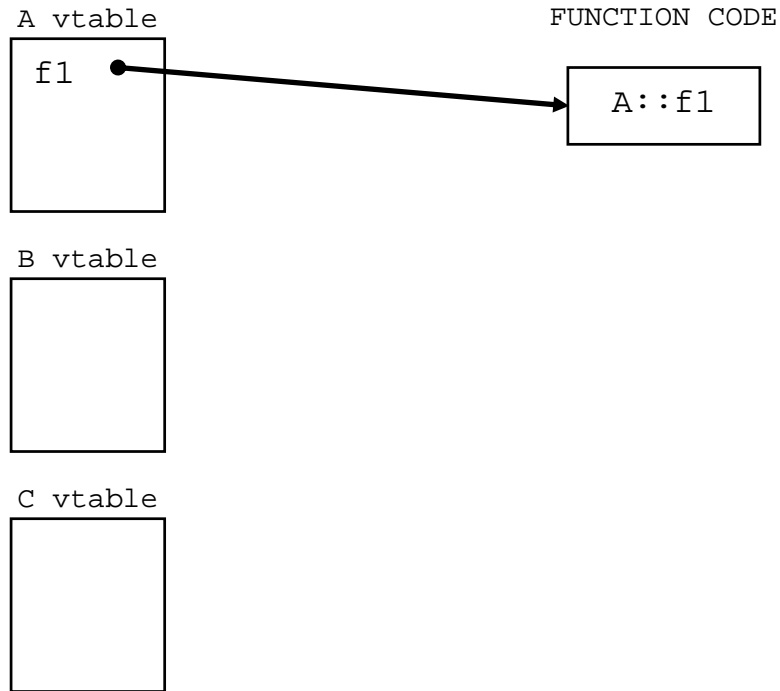 A vtable
FUNCTION CODE
f1
A::f1
B vtable
C vtable